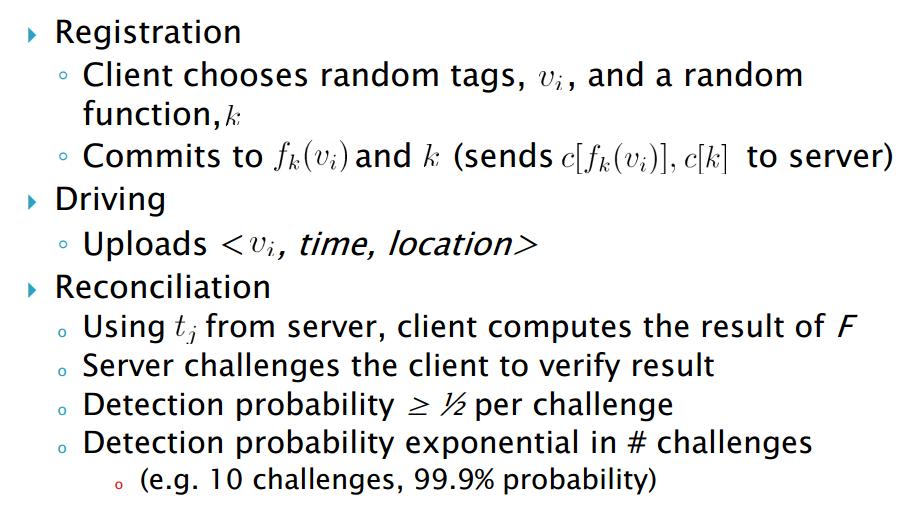 Registration
Client chooses random tags, v_i, and a random
function, k
Commits to f_k(v_i) and k (sends c[f_k(v_i)], c[k] to server)
Driving
Uploads <v_i, time, location>
Reconciliation
Using t_j from server, client computes the result of F
Server challenges the client to verify result
Detection probability ≥ ½ per challenge
Detection probability exponential in # challenges
(e.g. 10 challenges, 99.9% probability)